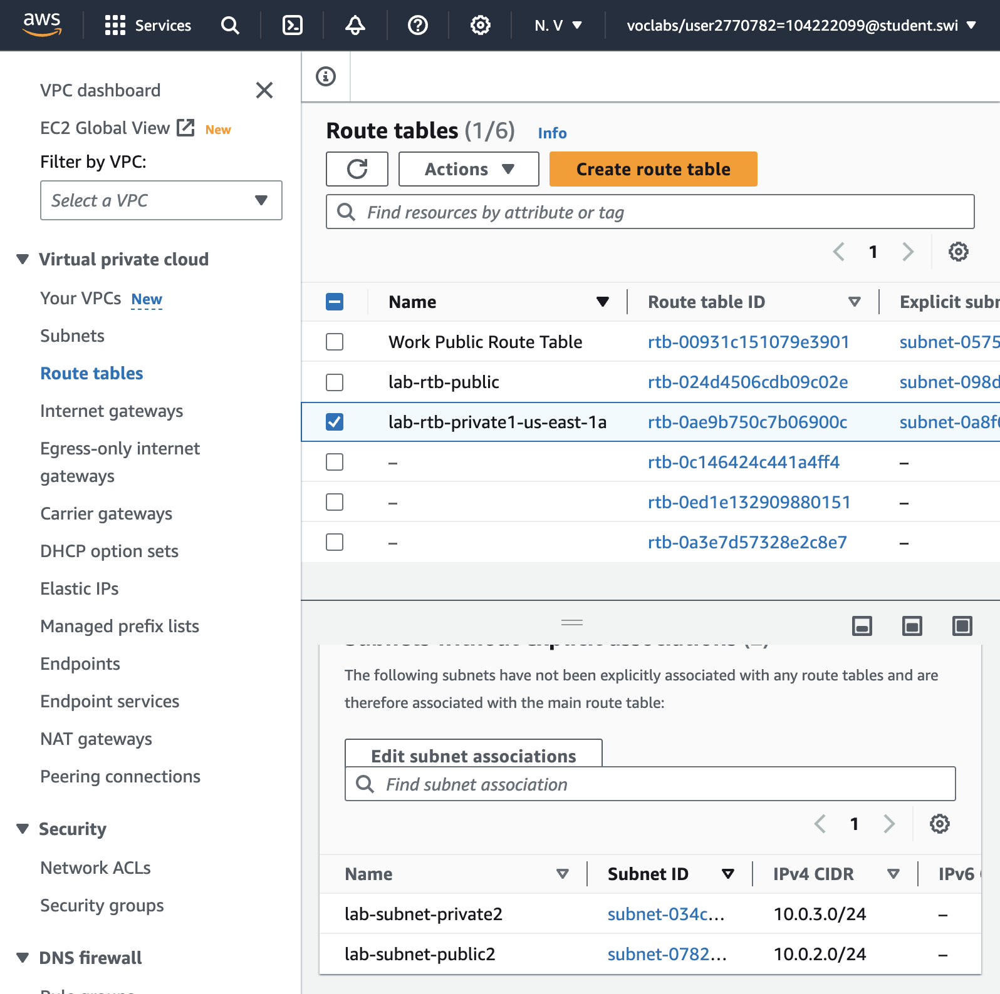 aws
Services
N. V
voclabs/user2770782=104222099@student.swi
VPC dashboard
EC2 Global View New
Filter by VPC:
Select a VPC
Virtual private cloud
Your VPCs New
Subnets
Route tables
Internet gateways
Egress-only internet
gateways
Carrier gateways
DHCP option sets
Elastic IPs
Managed prefix lists
Endpoints
Endpoint services
NAT gateways
Peering connections
Security
Network ACLs
Security groups
DNS firewall
Rule groups
Route tables (1/6) Info
Actions
Create route table
Find resources by attribute or tag
1
Name Route table ID Explicit subn
Work Public Route Table rtb-00931c151079e3901 subnet-0575
lab-rtb-public rtb-024d4506cdb09c02e subnet-098d
lab-rtb-private1-us-east-1a rtb-0ae9b750c7b06900c subnet-0a8f
– rtb-0c146424c441a4ff4 –
– rtb-0ed1e132909880151 –
– rtb-0a3e7d57328e2c8e7 –
Subnets without explicit associations (2)
The following subnets have not been explicitly associated with any route tables and are
therefore associated with the main route table:
Edit subnet associations
Find subnet association
1
Name Subnet ID IPv4 CIDR IPv6
lab-subnet-private2 subnet-034c... 10.0.3.0/24 –
lab-subnet-public2 subnet-0782... 10.0.2.0/24 –